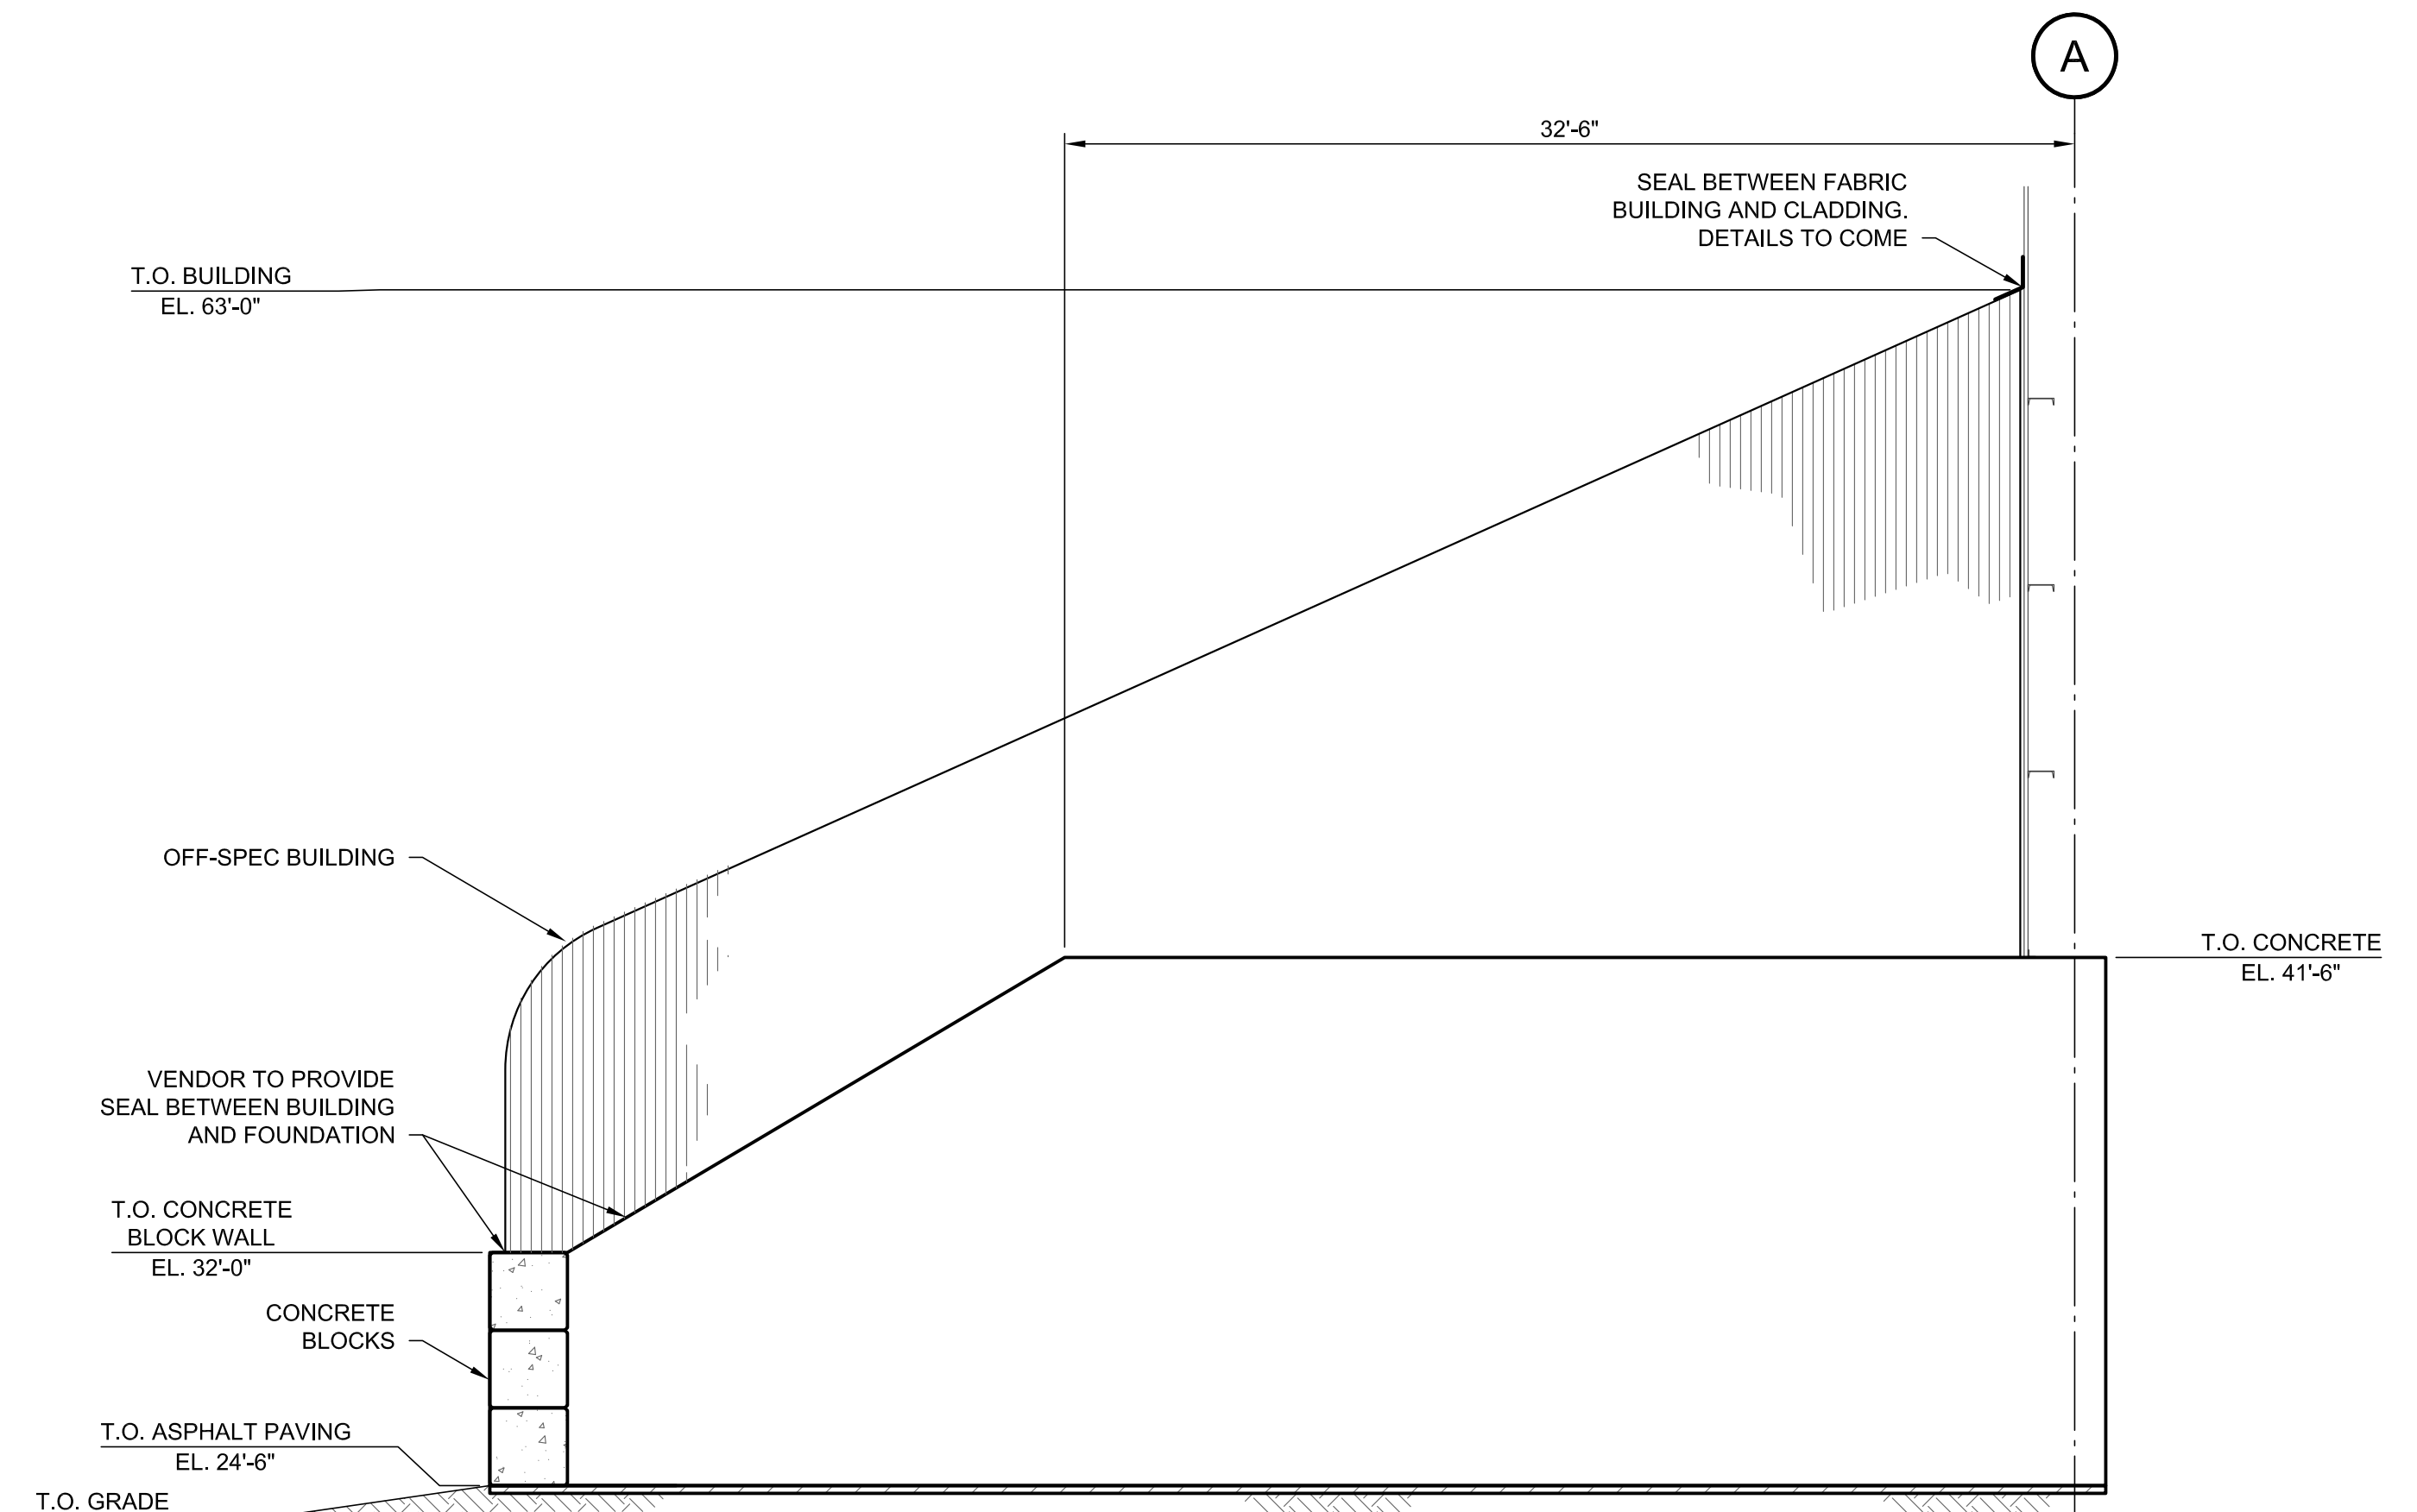 A
32'-6"
SEAL BETWEEN FABRIC
BUILDING AND CLADDING.
DETAILS TO COME
T.O. BUILDING
EL. 63'-0"
OFF-SPEC BUILDING
T.O. CONCRETE
EL. 41'-6"
VENDOR TO PROVIDE
SEAL BETWEEN BUILDING
AND FOUNDATION
T.O. CONCRETE
BLOCK WALL
EL. 32'-0"
CONCRETE
BLOCKS
T.O. ASPHALT PAVING
EL. 24'-6"
T.O. GRADE